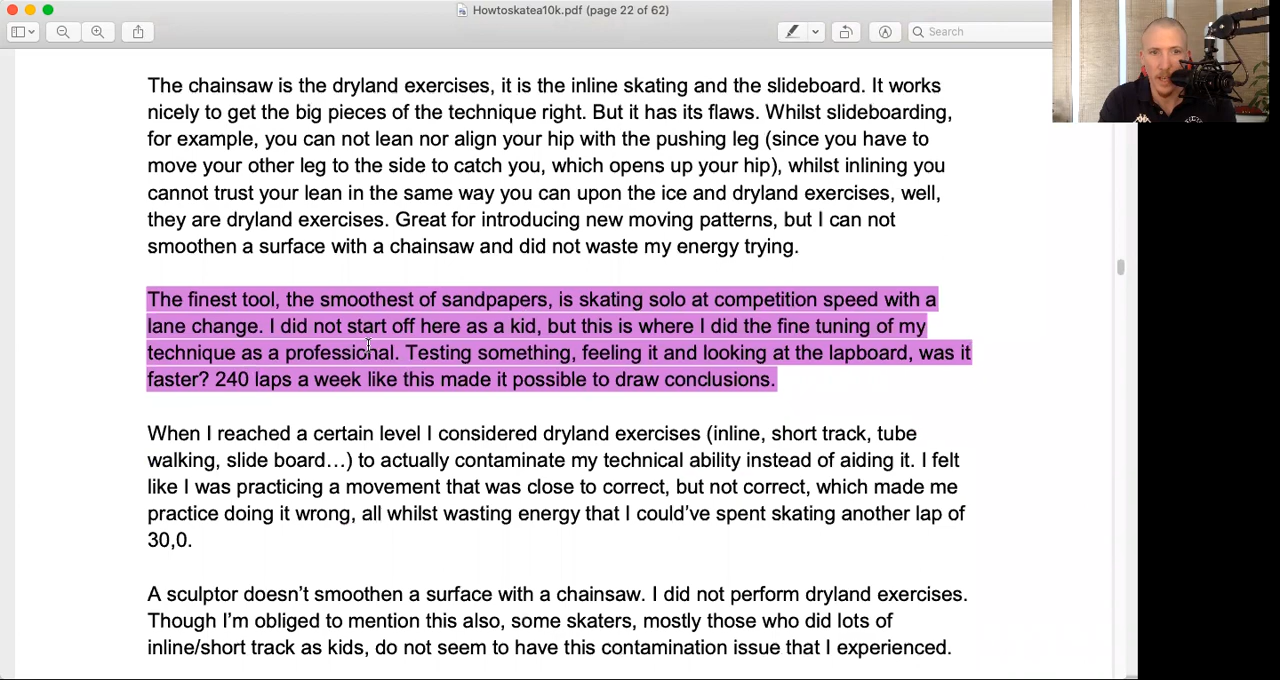 Howtoskatea10k.pdf (page 22 of 62)
Search
The chainsaw is the dryland exercises, it is the inline skating and the slideboard. It works
nicely to get the big pieces of the technique right. But it has its flaws. Whilst slideboarding,
for example, you can not lean nor align your hip with the pushing leg (since you have to
move your other leg to the side to catch you, which opens up your hip), whilst inlining you
cannot trust your lean in the same way you can upon the ice and dryland exercises, well,
they are dryland exercises. Great for introducing new moving patterns, but I can not
smoothen a surface with a chainsaw and did not waste my energy trying.
The finest tool, the smoothest of sandpapers, is skating solo at competition speed with a
lane change. I did not start off here as a kid, but this is where I did the fine tuning of my
technique as a professional. Testing something, feeling it and looking at the lapboard, was it
faster? 240 laps a week like this made it possible to draw conclusions.
When I reached a certain level I considered dryland exercises (inline, short track, tube
walking, slide board…) to actually contaminate my technical ability instead of aiding it. I felt
like I was practicing a movement that was close to correct, but not correct, which made me
practice doing it wrong, all whilst wasting energy that I could’ve spent skating another lap of
30,0.
A sculptor doesn’t smoothen a surface with a chainsaw. I did not perform dryland exercises.
Though I’m obliged to mention this also, some skaters, mostly those who did lots of
inline/short track as kids, do not seem to have this contamination issue that I experienced.